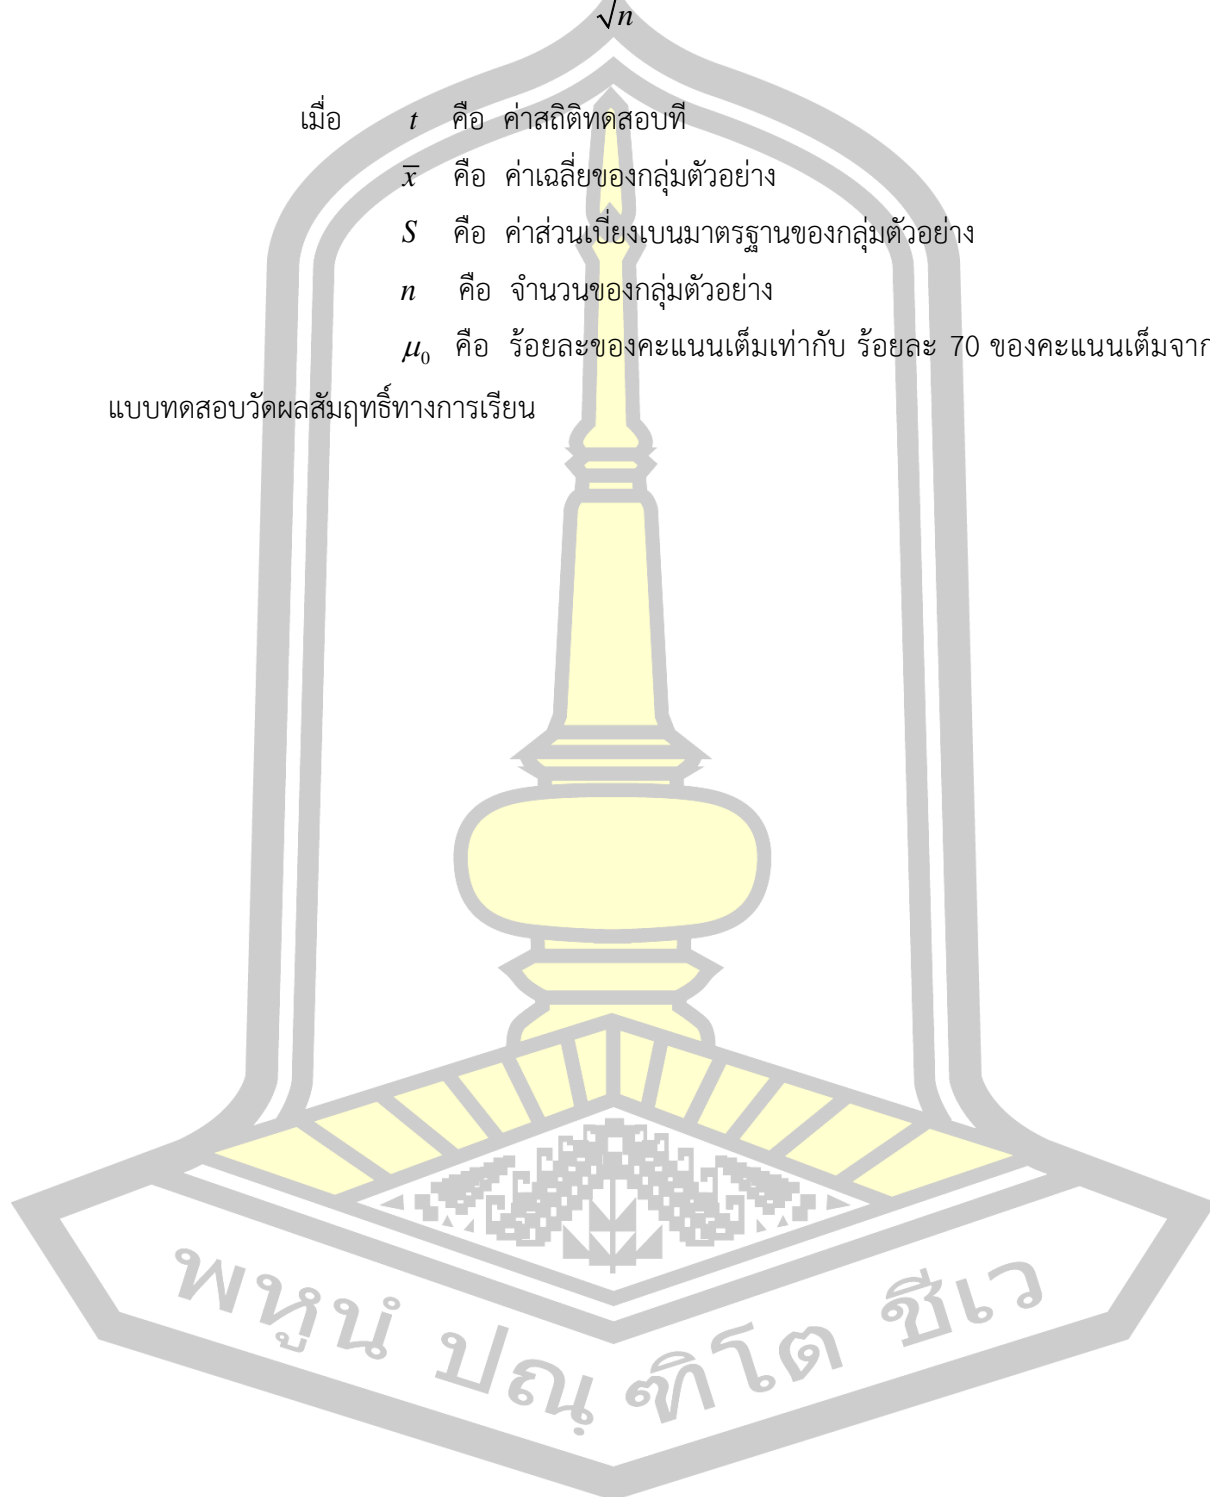 √n
เมื่อ t คือ ค่าสถิติทดสอบที
x̄ คือ ค่าเฉลี่ยของกลุ่มตัวอย่าง
S คือ ค่าส่วนเบี่ยงเบนมาตรฐานของกลุ่มตัวอย่าง
n คือ จำนวนของกลุ่มตัวอย่าง
μ₀ คือ ร้อยละของคะแนนเต็มเท่ากับ ร้อยละ 70 ของคะแนนเต็มจาก
แบบทดสอบวัดผลสัมฤทธิ์ทางการเรียน
พหูนํ ปณฺฑิโต ชีเว